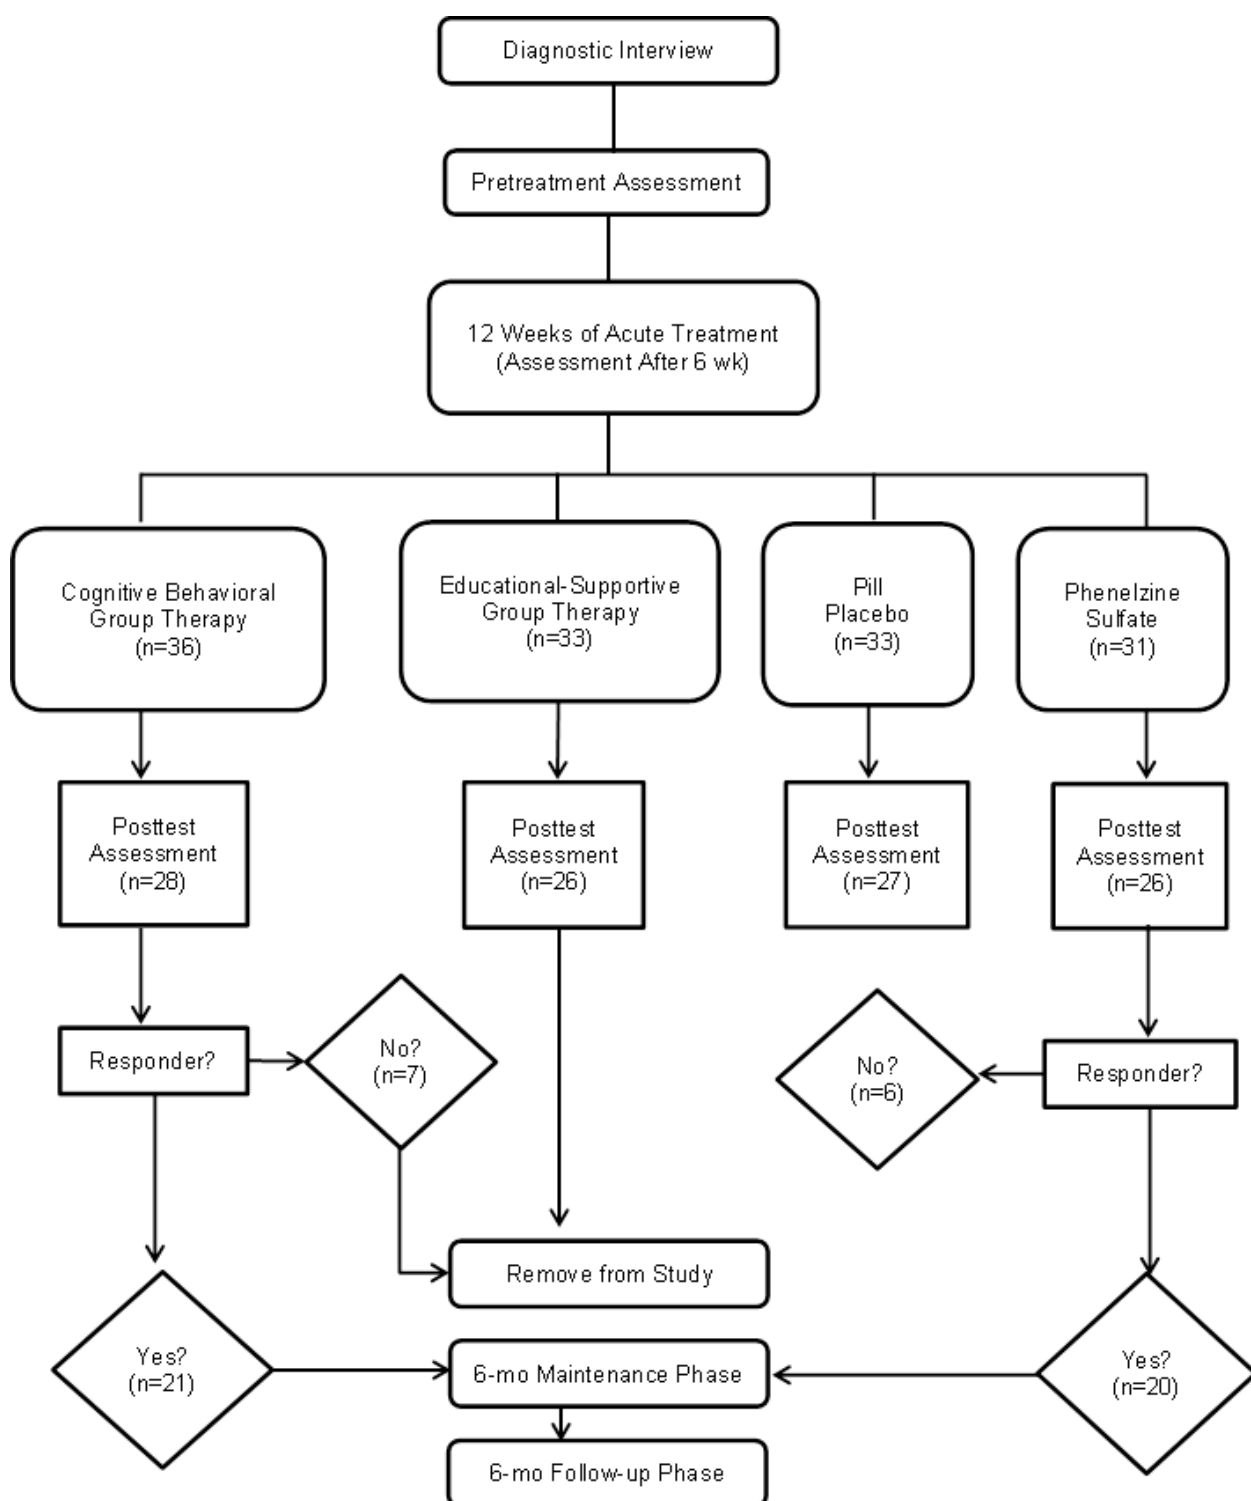 Diagnostic Interview
Pretreatment Assessment
12 Weeks of Acute Treatment
(Assessment After 6 wk)
Cognitive Behavioral
Group Therapy
(n=36)
Educational-Supportive
Group Therapy
(n=33)
Pill
Placebo
(n=33)
Phenelzine
Sulfate
(n=31)
Posttest
Assessment
(n=28)
Posttest
Assessment
(n=26)
Posttest
Assessment
(n=27)
Posttest
Assessment
(n=26)
Responder?
No?
(n=7)
No?
(n=6)
Responder?
Remove from Study
Yes?
(n=21)
6-mo Maintenance Phase
Yes?
(n=20)
6-mo Follow-up Phase